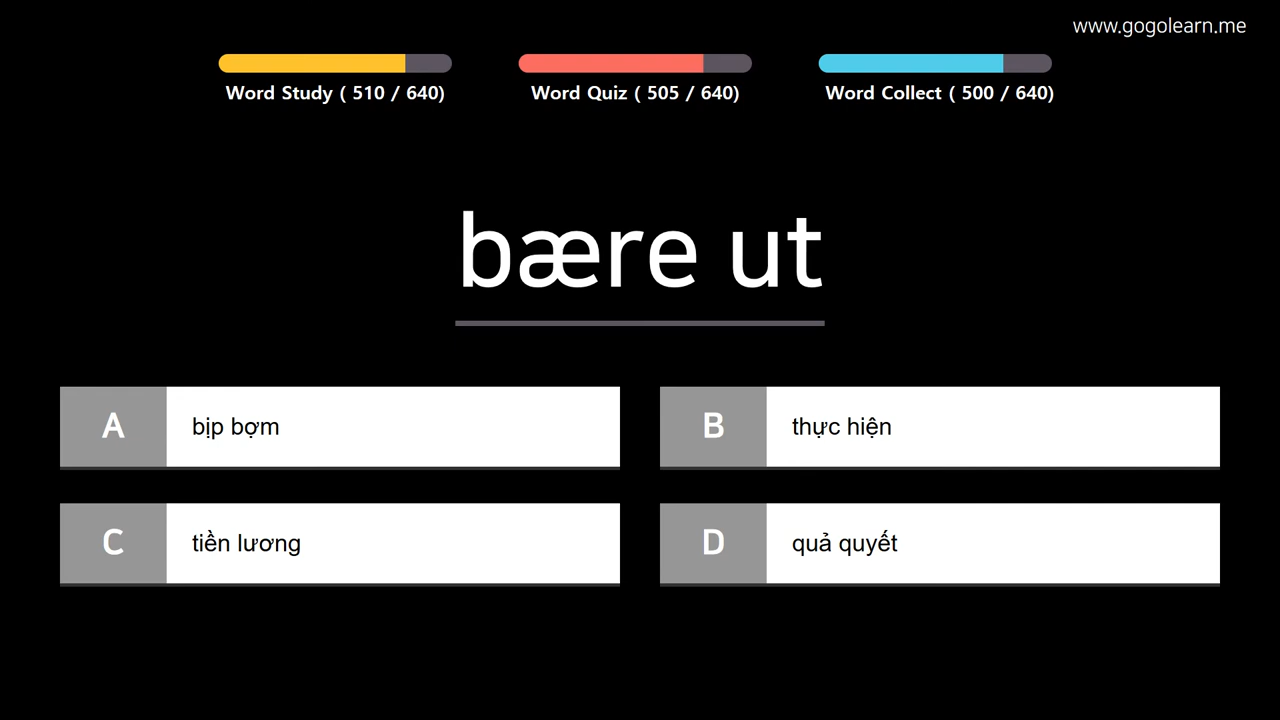 www.gogolearn.me
Word Study ( 510 / 640)
Word Quiz ( 505 / 640)
Word Collect ( 500 / 640)
bære ut
A bịp bợm
B thực hiện
C tiền lương
D quả quyết